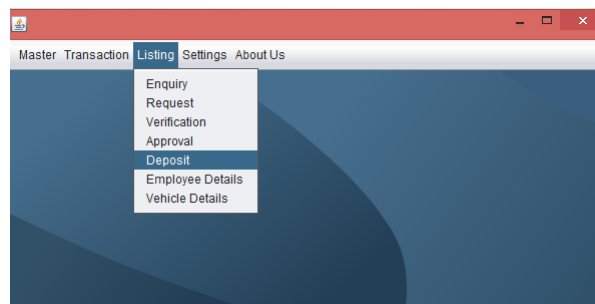 Master Transaction Listing Settings About Us
Enquiry
Request
Verification
Approval
Deposit
Employee Details
Vehicle Details